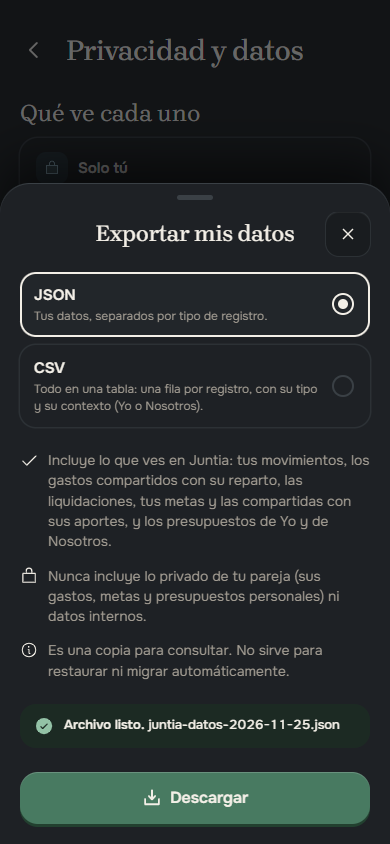 Privacidad y datos
Qué ve cada uno
Solo tú
Exportar mis datos
JSON
Tus datos, separados por tipo de registro.
CSV
Todo en una tabla: una fila por registro, con su tipo
y su contexto (Yo o Nosotros).
Incluye lo que ves en Juntia: tus movimientos, los
gastos compartidos con su reparto, las
liquidaciones, tus metas y las compartidas con
sus aportes, y los presupuestos de Yo y de
Nosotros.
Nunca incluye lo privado de tu pareja (sus
gastos, metas y presupuestos personales) ni
datos internos.
Es una copia para consultar. No sirve para
restaurar ni migrar automáticamente.
Archivo listo. juntia-datos-2026-11-25.json
Descargar